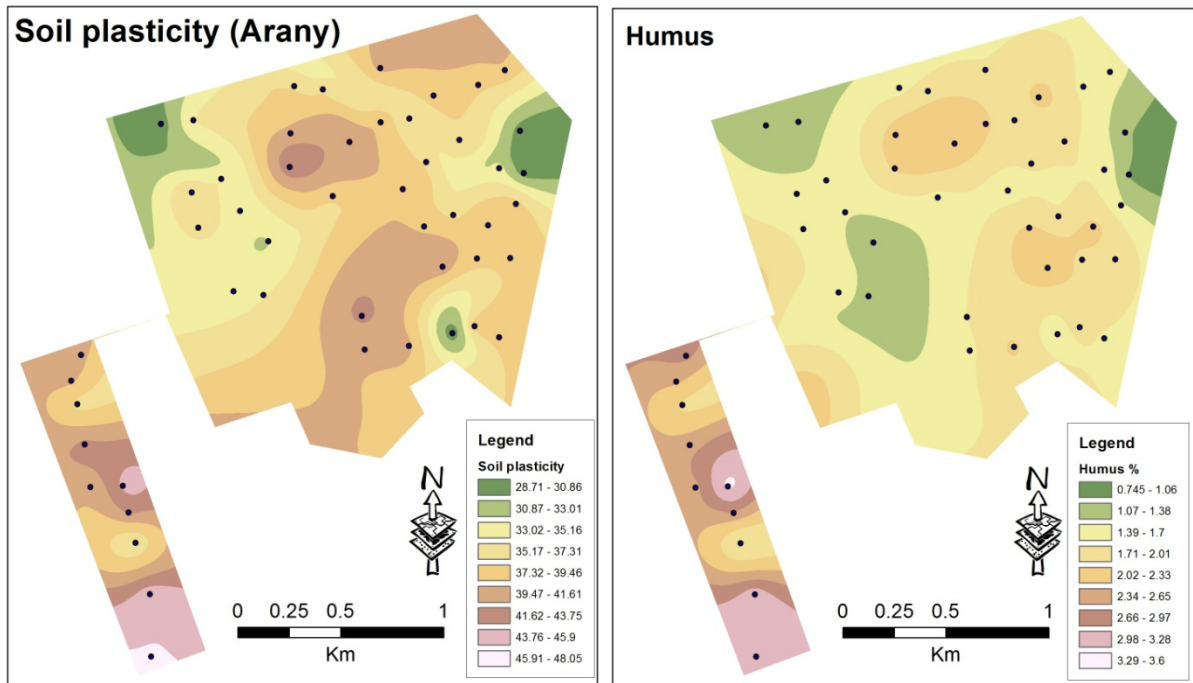 Soil plasticity (Arany)
Legend
Soil plasticity
28.71 - 30.86
30.87 - 33.01
33.02 - 35.16
35.17 - 37.31
37.32 - 39.46
39.47 - 41.61
41.62 - 43.75
43.76 - 45.9
45.91 - 48.05
N
0 0.25 0.5 1
Km
Humus
Legend
Humus %
0.745 - 1.06
1.07 - 1.38
1.39 - 1.7
1.71 - 2.01
2.02 - 2.33
2.34 - 2.65
2.66 - 2.97
2.98 - 3.28
3.29 - 3.6
N
0 0.25 0.5 1
Km